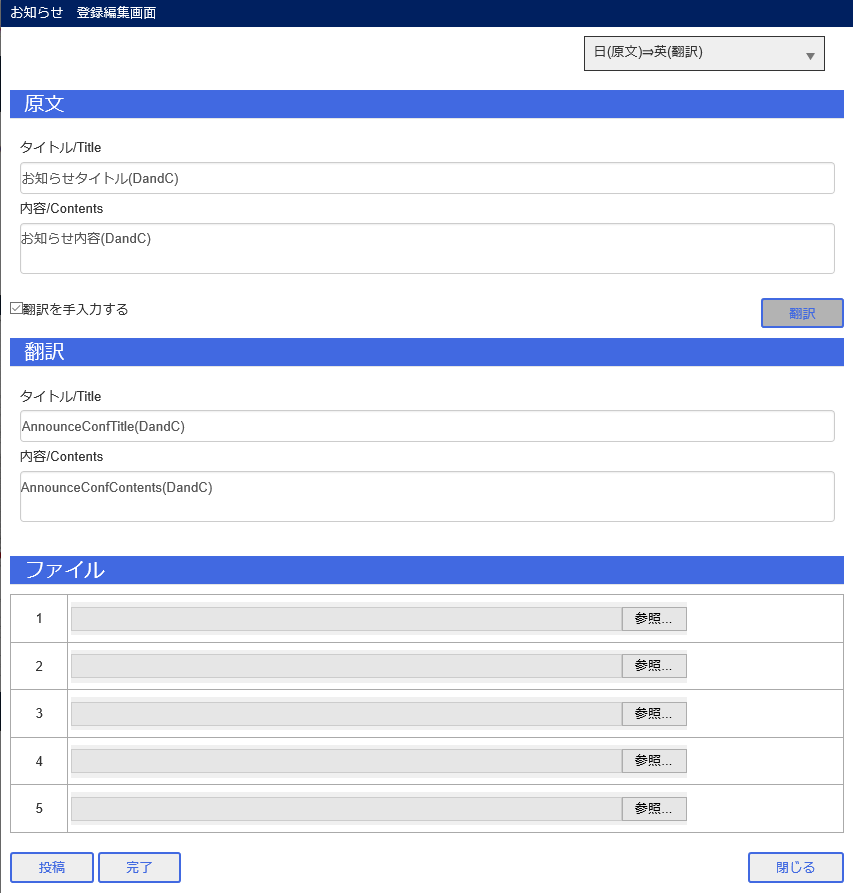 お知らせ　登録編集画面
日(原文)⇒英(翻訳)
原文
タイトル/Title
お知らせタイトル(DandC)
内容/Contents
お知らせ内容(DandC)
翻訳を手入力する
翻訳
翻訳
タイトル/Title
AnnounceConfTitle(DandC)
内容/Contents
AnnounceConfContents(DandC)
ファイル
1 参照...
2 参照...
3 参照...
4 参照...
5 参照...
投稿 完了 閉じる